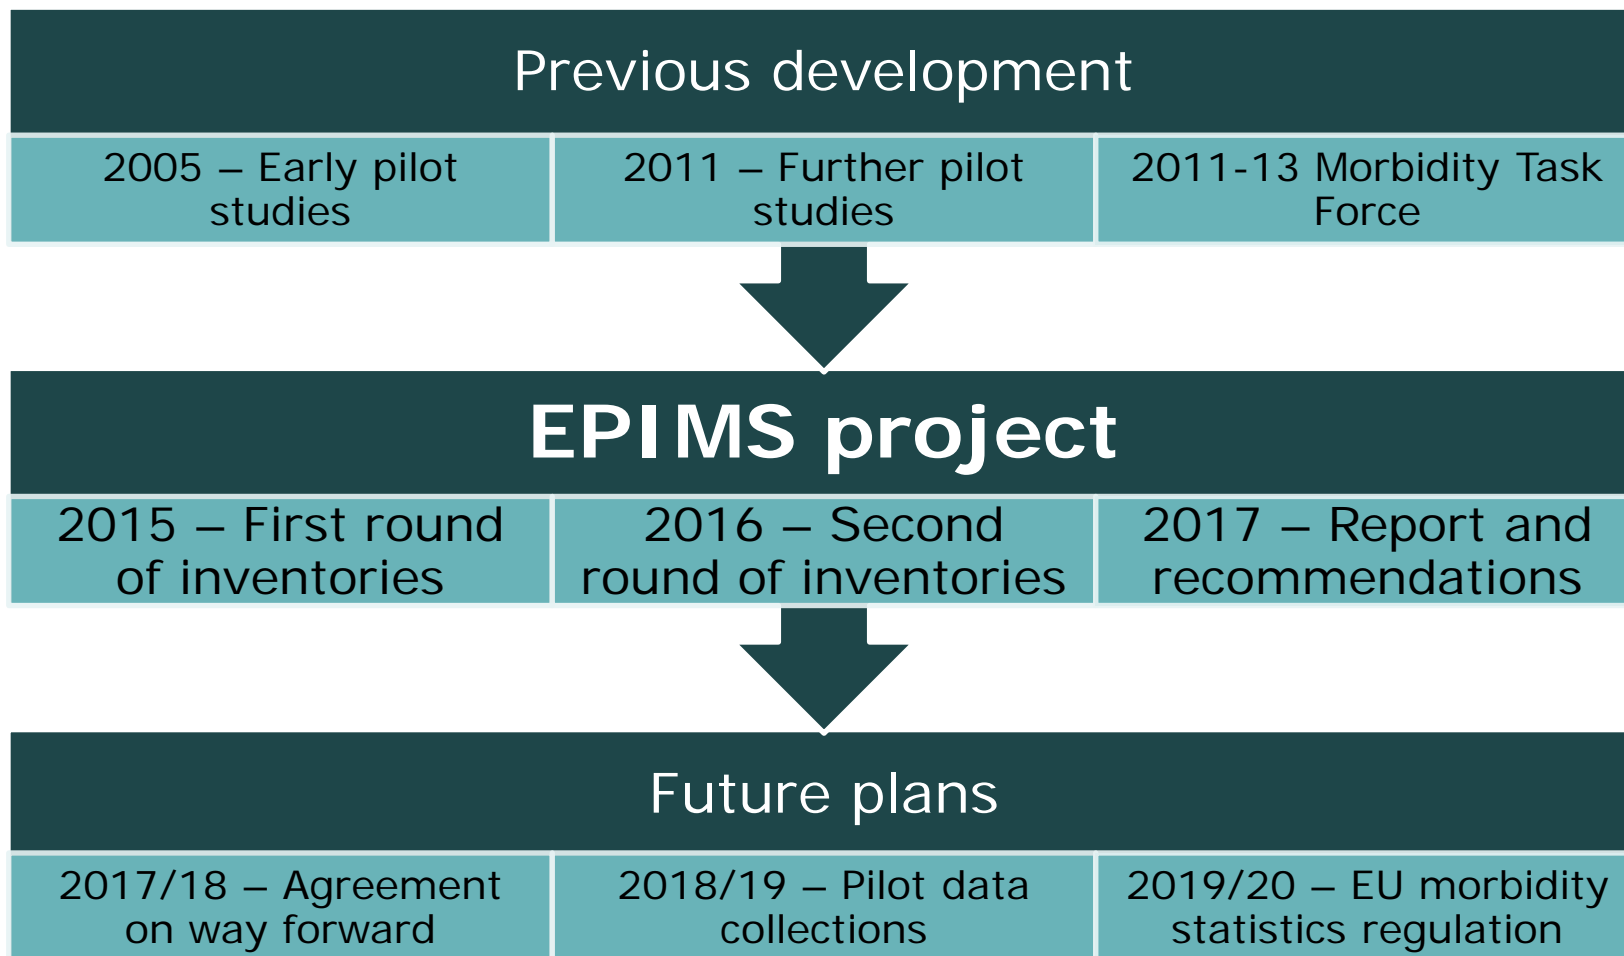 Previous development
2005 – Early pilot
studies
2011 – Further pilot
studies
2011-13 Morbidity Task
Force
EPIMS project
2015 – First round
of inventories
2016 – Second
round of inventories
2017 – Report and
recommendations
Future plans
2017/18 – Agreement
on way forward
2018/19 – Pilot data
collections
2019/20 – EU morbidity
statistics regulation